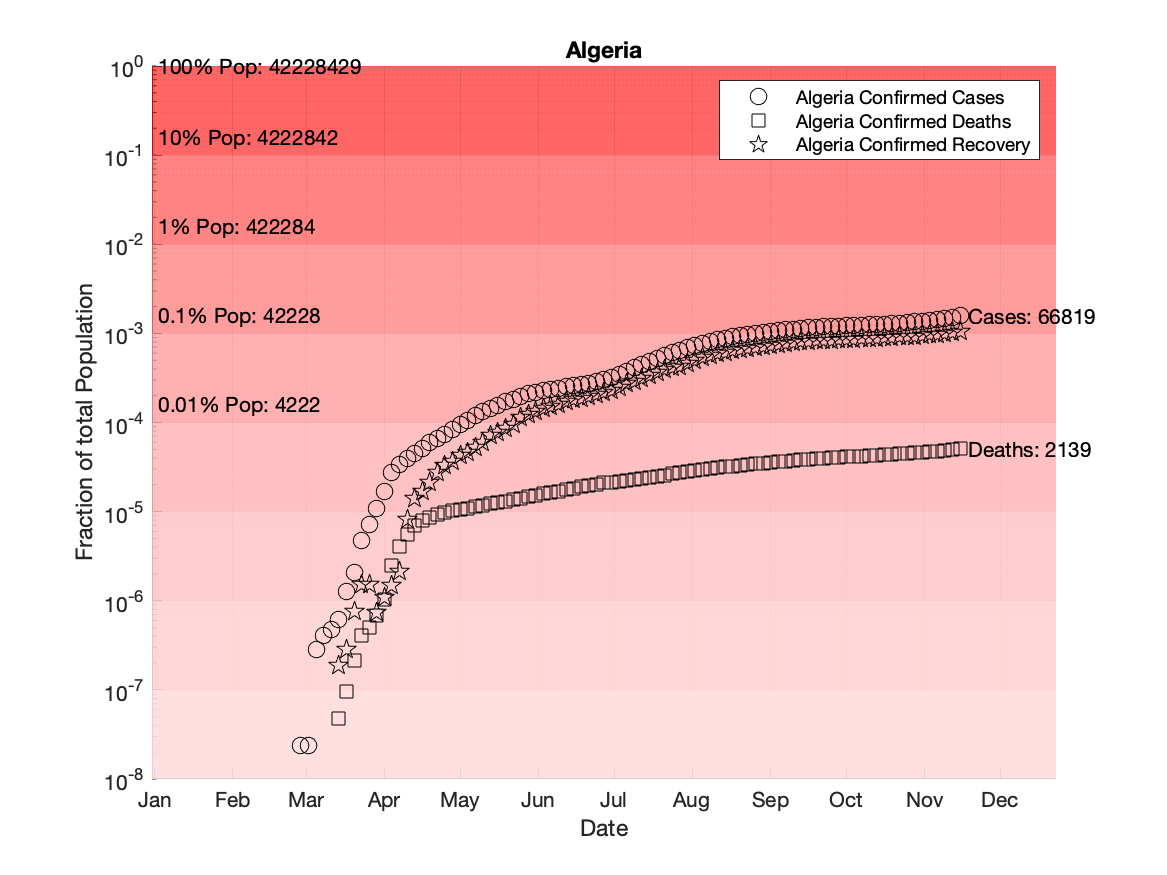 Algeria
10^0
100% Pop: 42228429
Algeria Confirmed Cases
Algeria Confirmed Deaths
Algeria Confirmed Recovery
10% Pop: 4222842
10^-1
1% Pop: 422284
10^-2
0.1% Pop: 42228
Cases: 66819
10^-3
0.01% Pop: 4222
10^-4
Deaths: 2139
10^-5
10^-6
10^-7
10^-8
Fraction of total Population
Jan Feb Mar Apr May Jun Jul Aug Sep Oct Nov Dec
Date